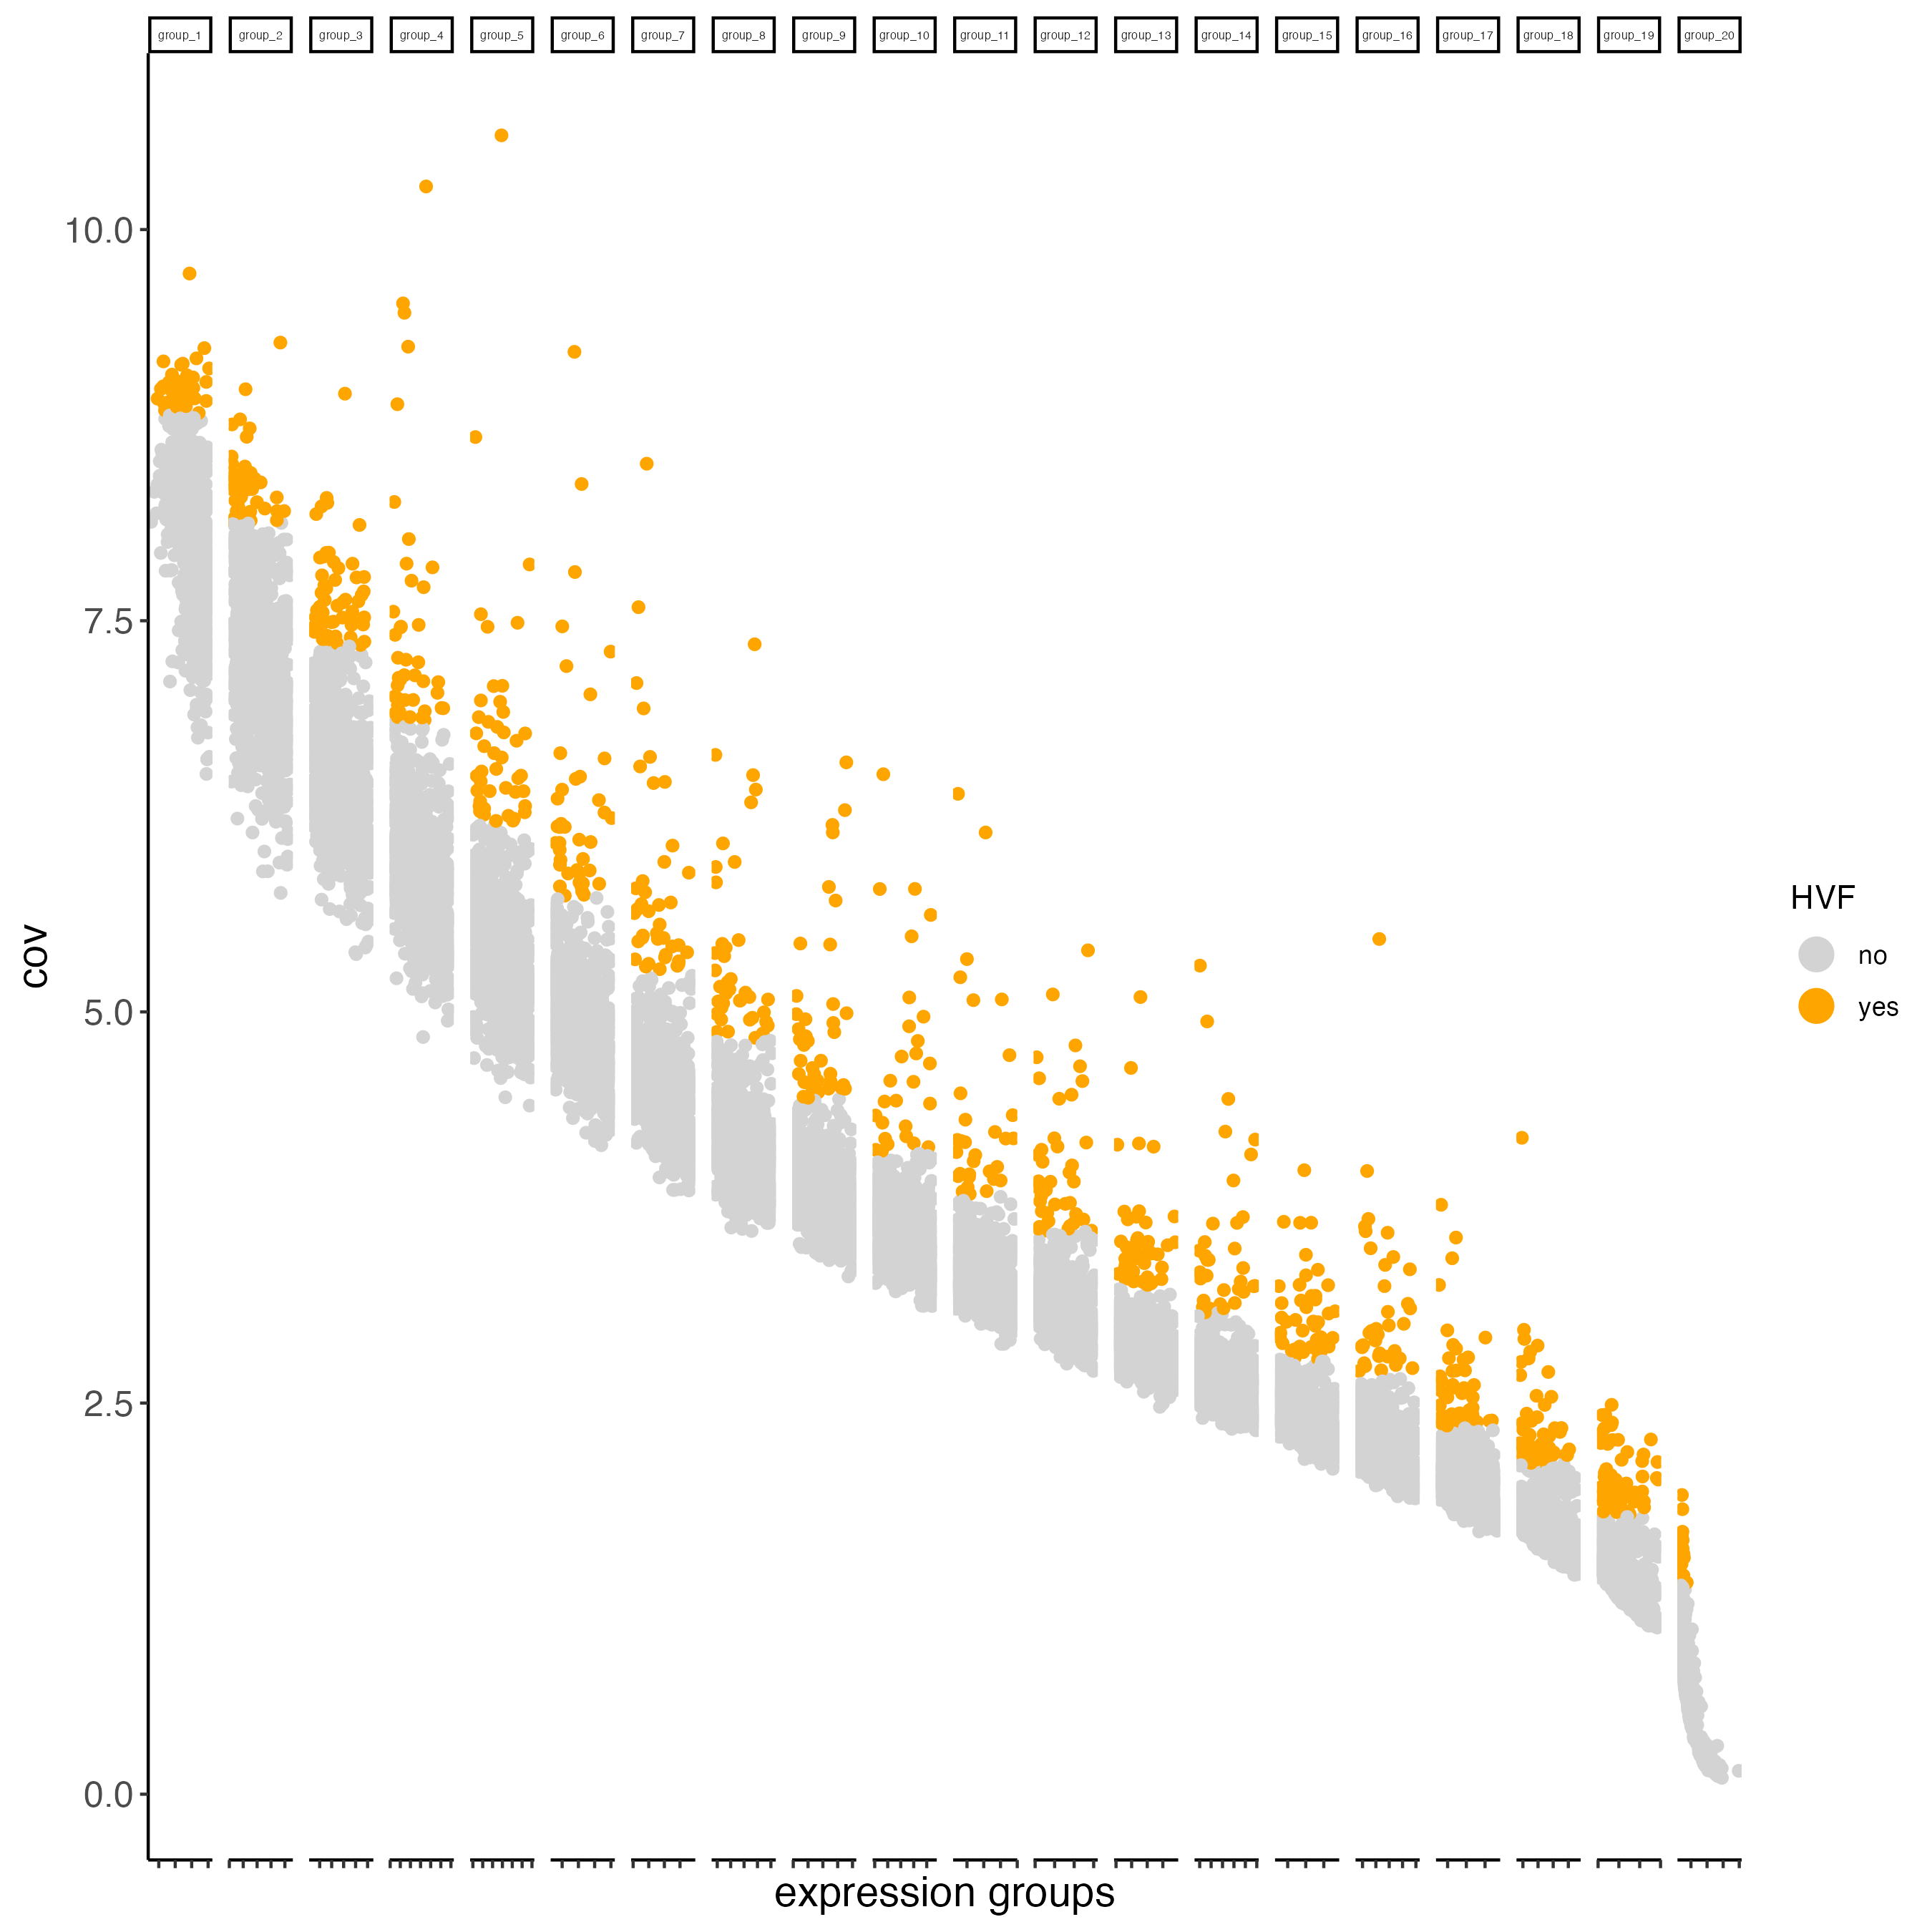 group_1 group_2 group_3 group_4 group_5 group_6 group_7 group_8 group_9 group_10 group_11 group_12 group_13 group_14 group_15 group_16 group_17 group_18 group_19 group_20
10.0
7.5
5.0
2.5
0.0
cov
expression groups
HVF
no
yes